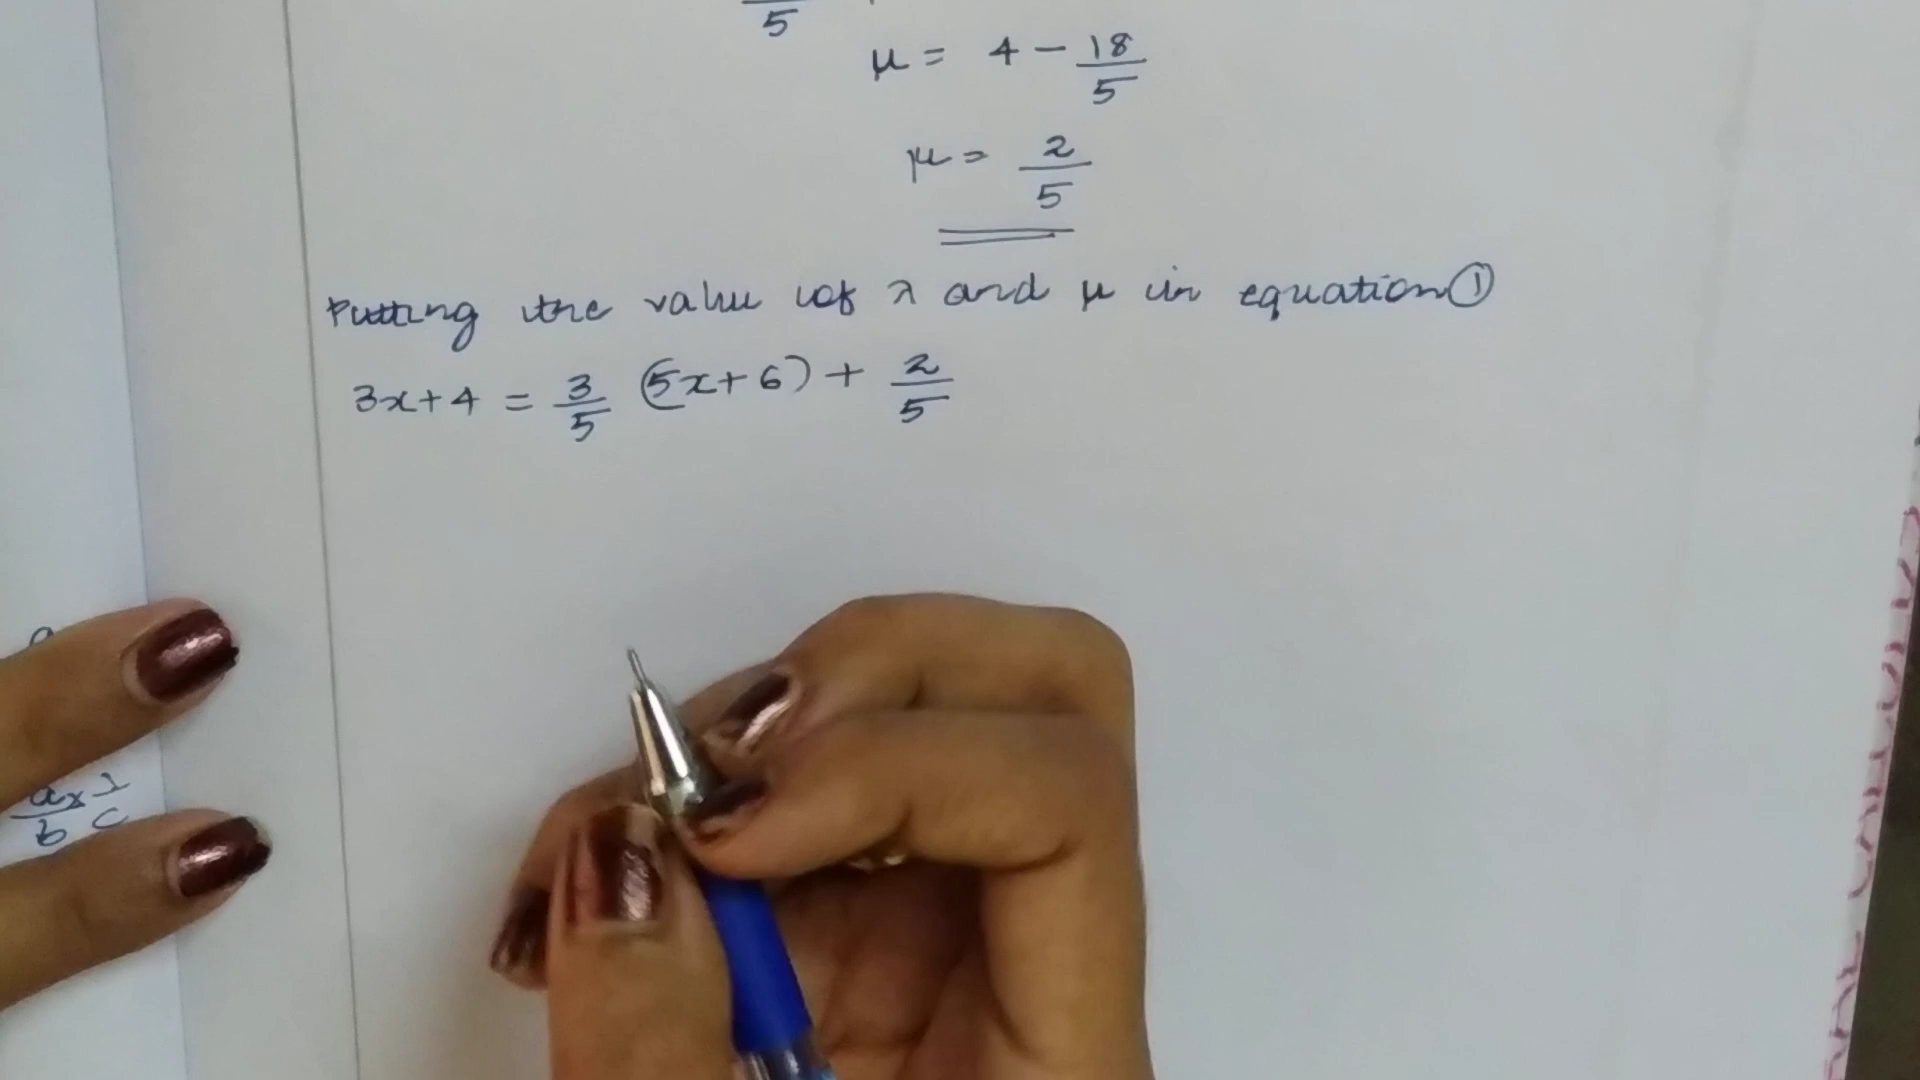 5
μ = 4 - 18/5
μ = 2/5
Putting the value of λ and μ in equation ①
3x+4 = 3/5 (5x+6) + 2/5
a/b × 1/c